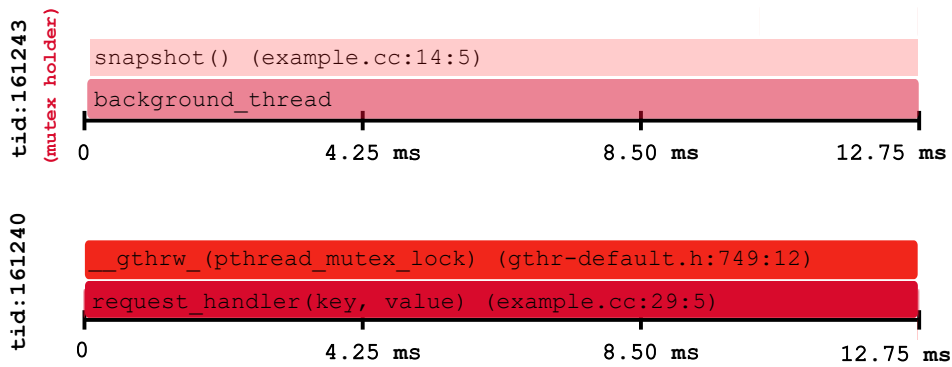 tid:161243
(mutex holder)
snapshot() (example.cc:14:5)
background_thread
0 4.25 ms 8.50 ms 12.75 ms
tid:161240
__gthrw_(pthread_mutex_lock) (gthr-default.h:749:12)
request_handler(key, value) (example.cc:29:5)
0 4.25 ms 8.50 ms 12.75 ms